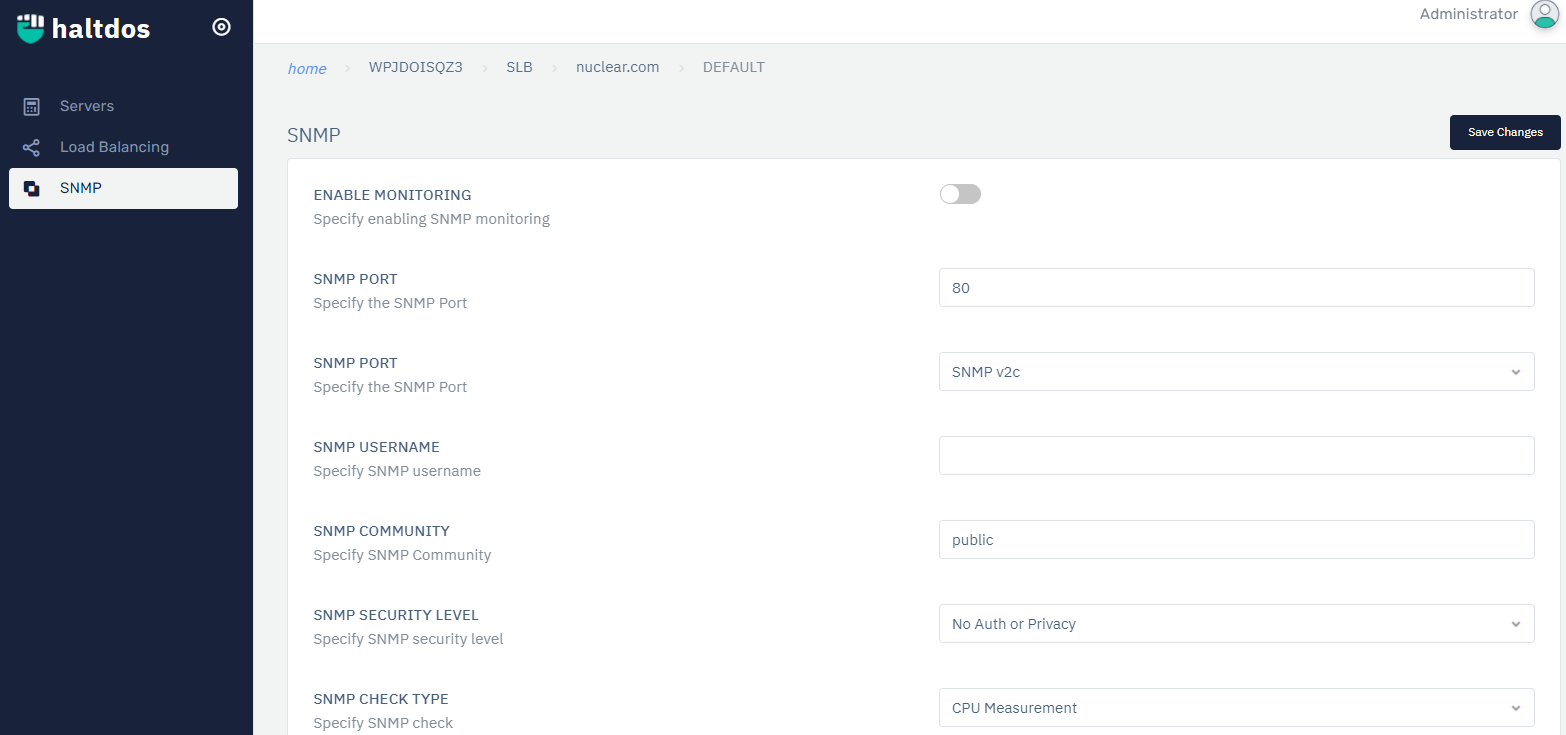 haltdos
Administrator
home > WPJDOISQZ3 > SLB > nuclear.com > DEFAULT
Servers
Load Balancing
SNMP
SNMP
Save Changes
ENABLE MONITORING
Specify enabling SNMP monitoring
SNMP PORT
Specify the SNMP Port
80
SNMP PORT
Specify the SNMP Port
SNMP v2c
SNMP USERNAME
Specify SNMP username
SNMP COMMUNITY
Specify SNMP Community
public
SNMP SECURITY LEVEL
Specify SNMP security level
No Auth or Privacy
SNMP CHECK TYPE
Specify SNMP check
CPU Measurement